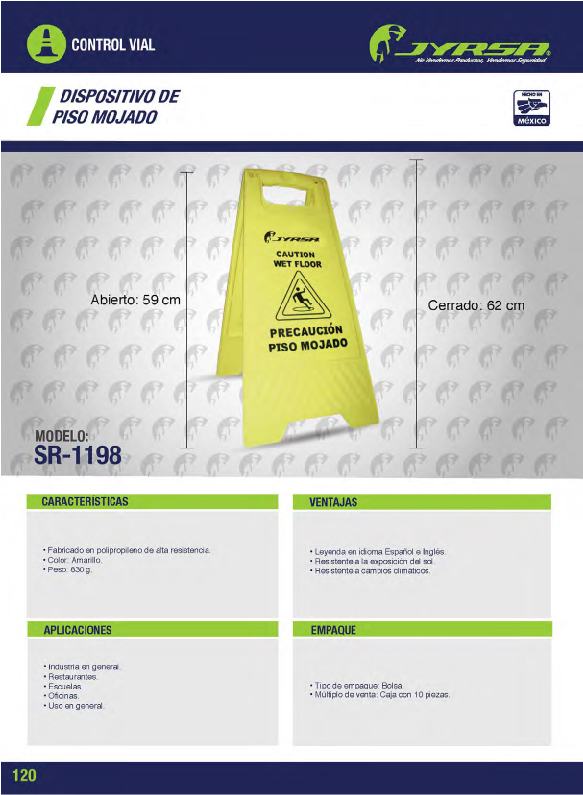 CONTROL VIAL
JYRSA®
No Vendemos Productos, Vendemos Seguridad
DISPOSITIVO DE
PISO MOJADO
HECHO EN
MÉXICO
JYRSA
CAUTION
WET FLOOR
PRECAUCIÓN
PISO MOJADO
Abierto: 59 cm
Cerrado: 62 cm
MODELO:
SR-1198
CARACTERISTICAS
• Fabricado en polipropileno de alta resistencia.
• Color: Amarillo.
• Peso: 630 g.
VENTAJAS
• Leyenda en idioma Español e Inglés.
• Resistente a la exposición del sol.
• Resistente a cambios climáticos.
APLICACIONES
• Industria en general.
• Restaurantes.
• Escuelas.
• Oficinas.
• Uso en general.
EMPAQUE
• Tipo de empaque: Bolsa
• Múltiplo de venta: Caja con 10 piezas.
120